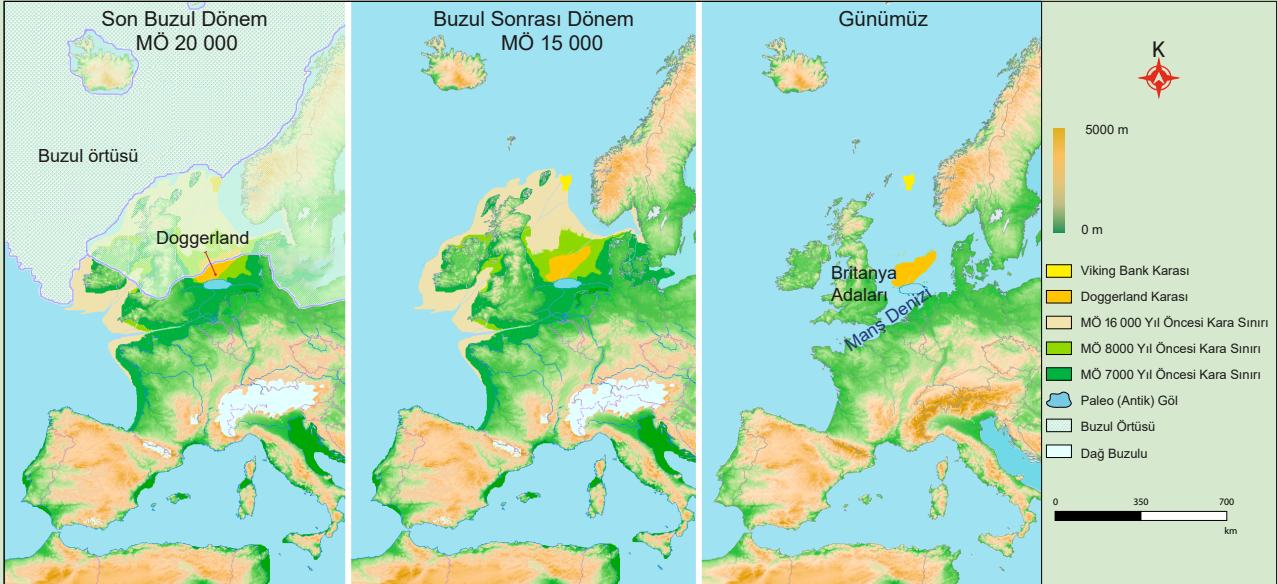 Son Buzul Dönem
MÖ 20 000
Buzul örtüsü
Doggerland
Buzul Sonrası Dönem
MÖ 15 000
Günümüz
Britanya
Adaları
Manş Denizi
K
5000 m
0 m
Viking Bank Karası
Doggerland Karası
MÖ 16 000 Yıl Öncesi Kara Sınırı
MÖ 8000 Yıl Öncesi Kara Sınırı
MÖ 7000 Yıl Öncesi Kara Sınırı
Paleo (Antik) Göl
Buzul Örtüsü
Dağ Buzulu
0 350 700
km